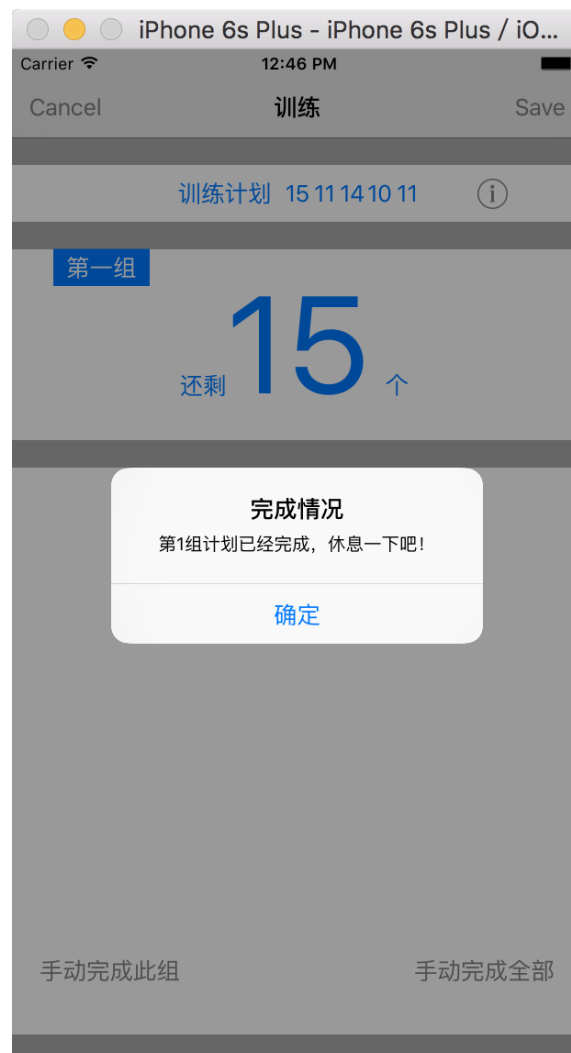 iPhone 6s Plus - iPhone 6s Plus / iO...
Carrier 12:46 PM
Cancel 训练 Save
训练计划 15 11 14 10 11
第一组
还剩 15 个
完成情况
第1组计划已经完成，休息一下吧！
确定
手动完成此组 手动完成全部